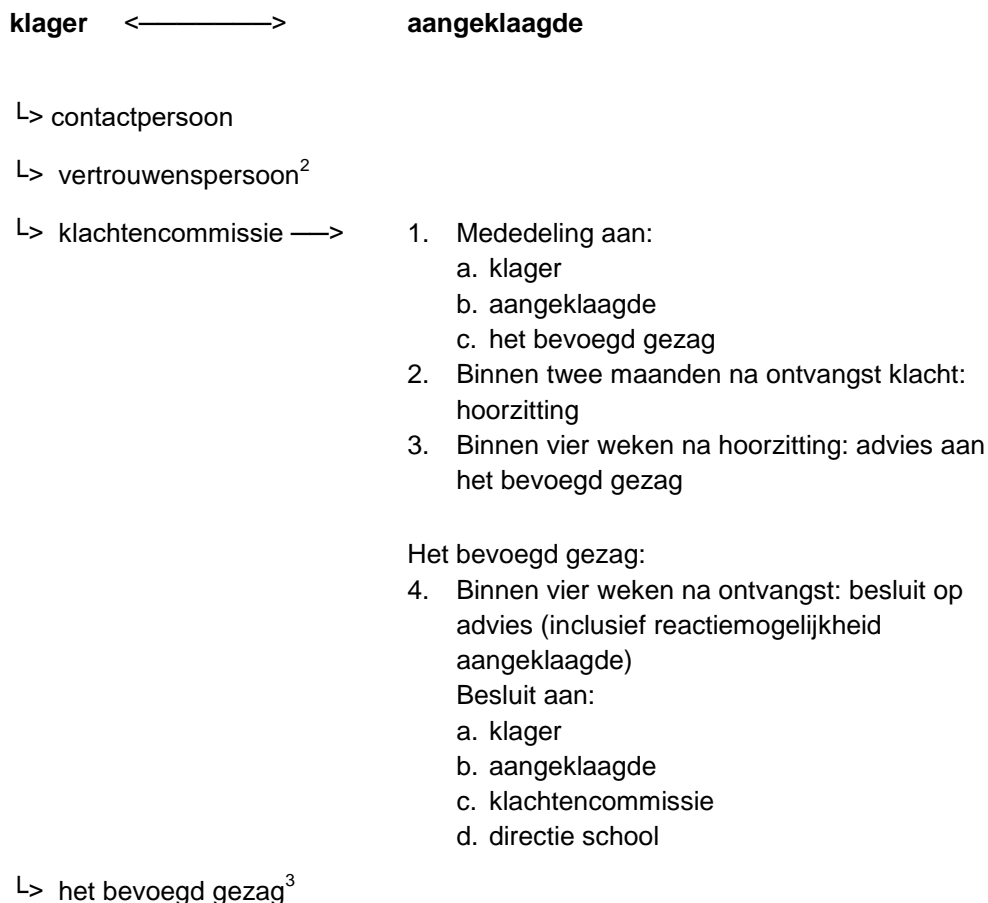 klager <————> aangeklaagde
└> contactpersoon
└> vertrouwenspersoon²
└> klachtencommissie —–>
1. Mededeling aan:
a. klager
b. aangeklaagde
c. het bevoegd gezag
2. Binnen twee maanden na ontvangst klacht:
hoorzitting
3. Binnen vier weken na hoorzitting: advies aan
het bevoegd gezag
Het bevoegd gezag:
4. Binnen vier weken na ontvangst: besluit op
advies (inclusief reactiemogelijkheid
aangeklaagde)
Besluit aan:
a. klager
b. aangeklaagde
c. klachtencommissie
d. directie school
└> het bevoegd gezag³